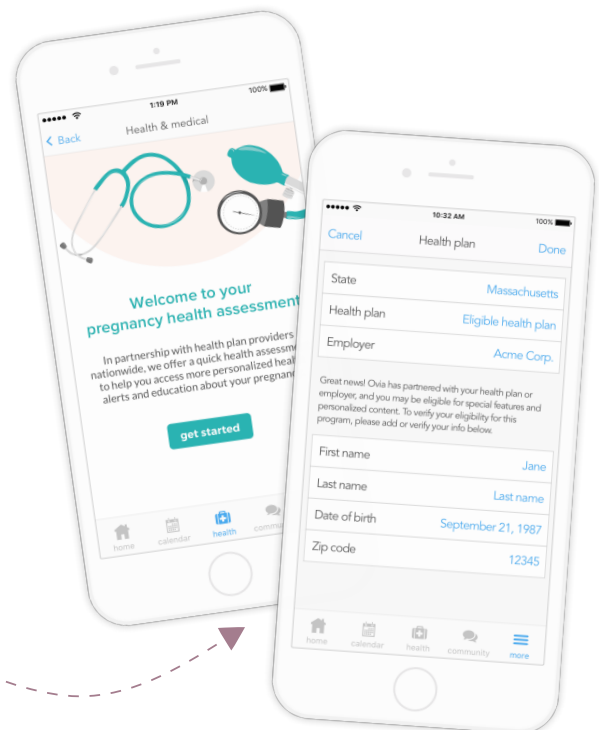 1:19 PM
100%
Back
Health & medical
Welcome to your
pregnancy health assessment
In partnership with health plan providers
nationwide, we offer a quick health
to help you access more personalized
alerts and education about your
get started
home
calendar
health
10:32 AM
100%
Cancel
Health plan
Done
State
Massachusetts
Health plan
Eligible health plan
Employer
Acme Corp.
Great news! Ovia has partnered with your health plan or
employer, and you may be eligible for special features and
personalized content. To verify your eligibility for this
program, please add or verify your info below.
First name
Jane
Last name
Last name
Date of birth
September 21, 1987
Zip code
12345
home
calendar
health
community
more